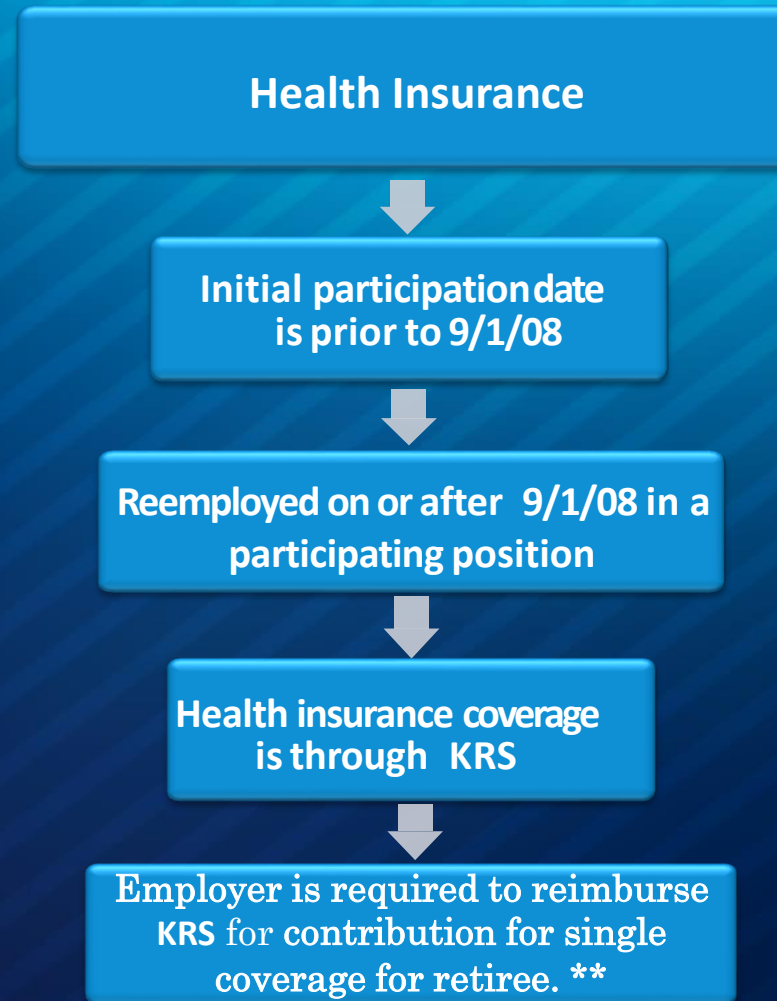 Health Insurance
Initial participation date
is prior to 9/1/08
Reemployed on or after 9/1/08 in a
participating position
Health insurance coverage
is through KRS
Employer is required to reimburse
KRS for contribution for single
coverage for retiree. **